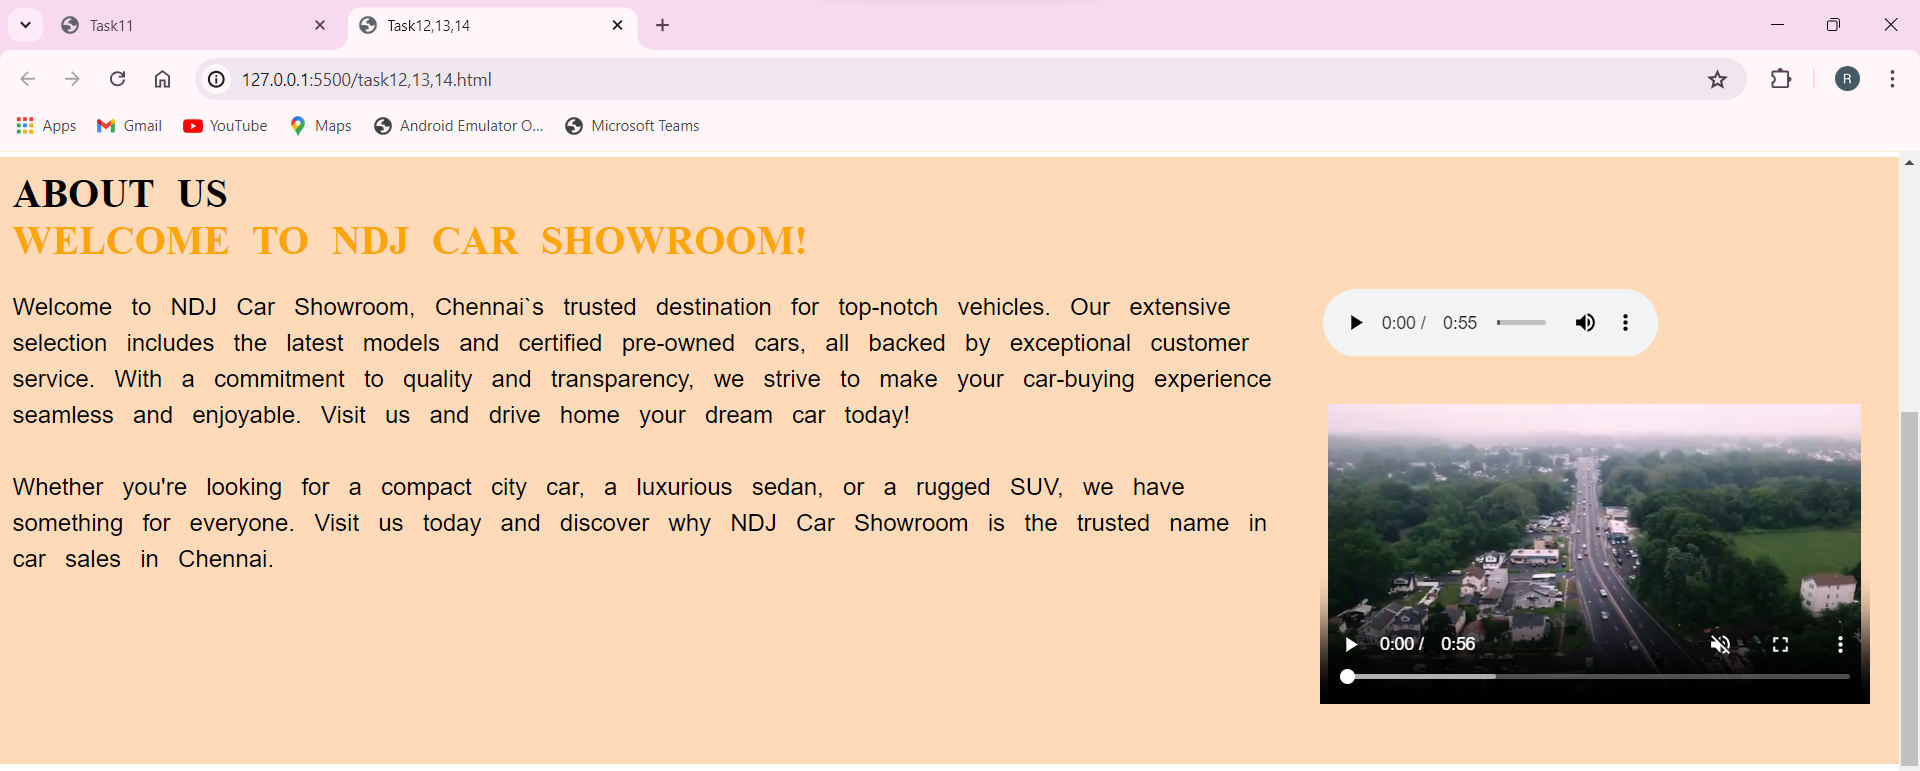 Task11
Task12,13,14
127.0.0.1:5500/task12,13,14.html
R
Apps
Gmail
YouTube
Maps
Android Emulator O...
Microsoft Teams
ABOUT US
WELCOME TO NDJ CAR SHOWROOM!
Welcome to NDJ Car Showroom, Chennai`s trusted destination for top-notch vehicles. Our extensive
selection includes the latest models and certified pre-owned cars, all backed by exceptional customer
service. With a commitment to quality and transparency, we strive to make your car-buying experience
seamless and enjoyable. Visit us and drive home your dream car today!
Whether you're looking for a compact city car, a luxurious sedan, or a rugged SUV, we have
something for everyone. Visit us today and discover why NDJ Car Showroom is the trusted name in
car sales in Chennai.
0:00 / 0:55
0:00 / 0:56